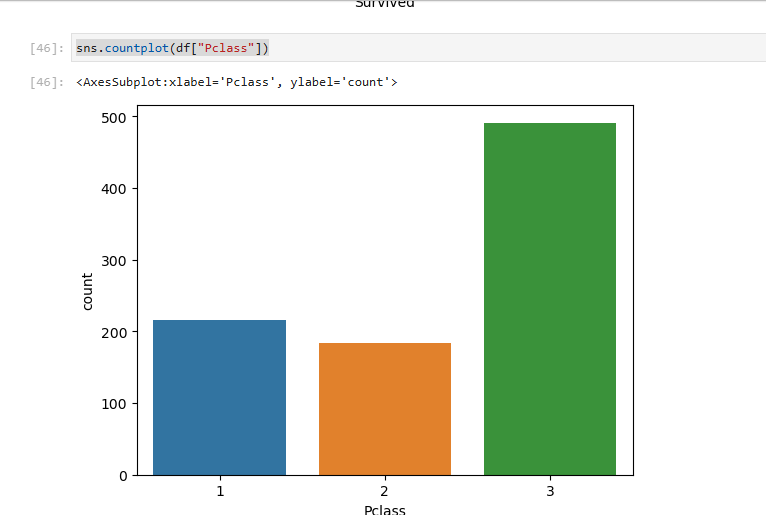 Survived
[46]: sns.countplot(df["Pclass"])
[46]: <AxesSubplot:xlabel='Pclass', ylabel='count'>
500
400
300
200
100
0
count
1 2 3
Pclass